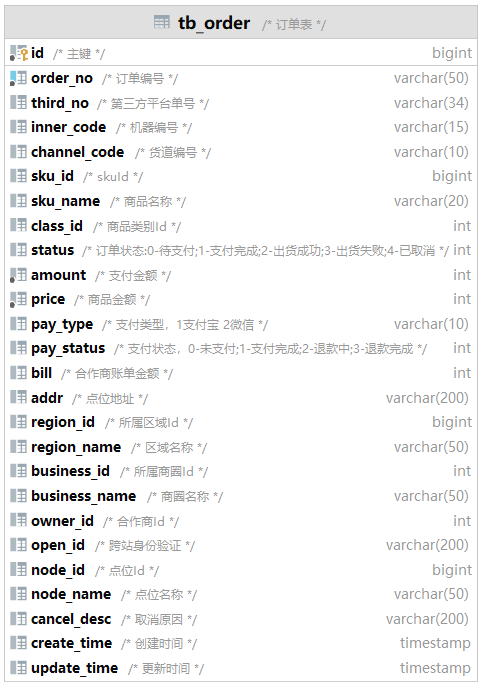 tb_order /* 订单表 */
id /* 主键 */ bigint
order_no /* 订单编号 */ varchar(50)
third_no /* 第三方平台单号 */ varchar(34)
inner_code /* 机器编号 */ varchar(15)
channel_code /* 货道编号 */ varchar(10)
sku_id /* skuId */ bigint
sku_name /* 商品名称 */ varchar(20)
class_id /* 商品类别Id */ int
status /* 订单状态:0-待支付;1-支付完成;2-出货成功;3-出货失败;4-已取消 */ int
amount /* 支付金额 */ int
price /* 商品金额 */ int
pay_type /* 支付类型，1支付宝 2微信 */ varchar(10)
pay_status /* 支付状态，0-未支付;1-支付完成;2-退款中;3-退款完成 */ int
bill /* 合作商账单金额 */ int
addr /* 点位地址 */ varchar(200)
region_id /* 所属区域Id */ bigint
region_name /* 区域名称 */ varchar(50)
business_id /* 所属商圈Id */ int
business_name /* 商圈名称 */ varchar(50)
owner_id /* 合作商Id */ int
open_id /* 跨站身份验证 */ varchar(200)
node_id /* 点位Id */ bigint
node_name /* 点位名称 */ varchar(50)
cancel_desc /* 取消原因 */ varchar(200)
create_time /* 创建时间 */ timestamp
update_time /* 更新时间 */ timestamp